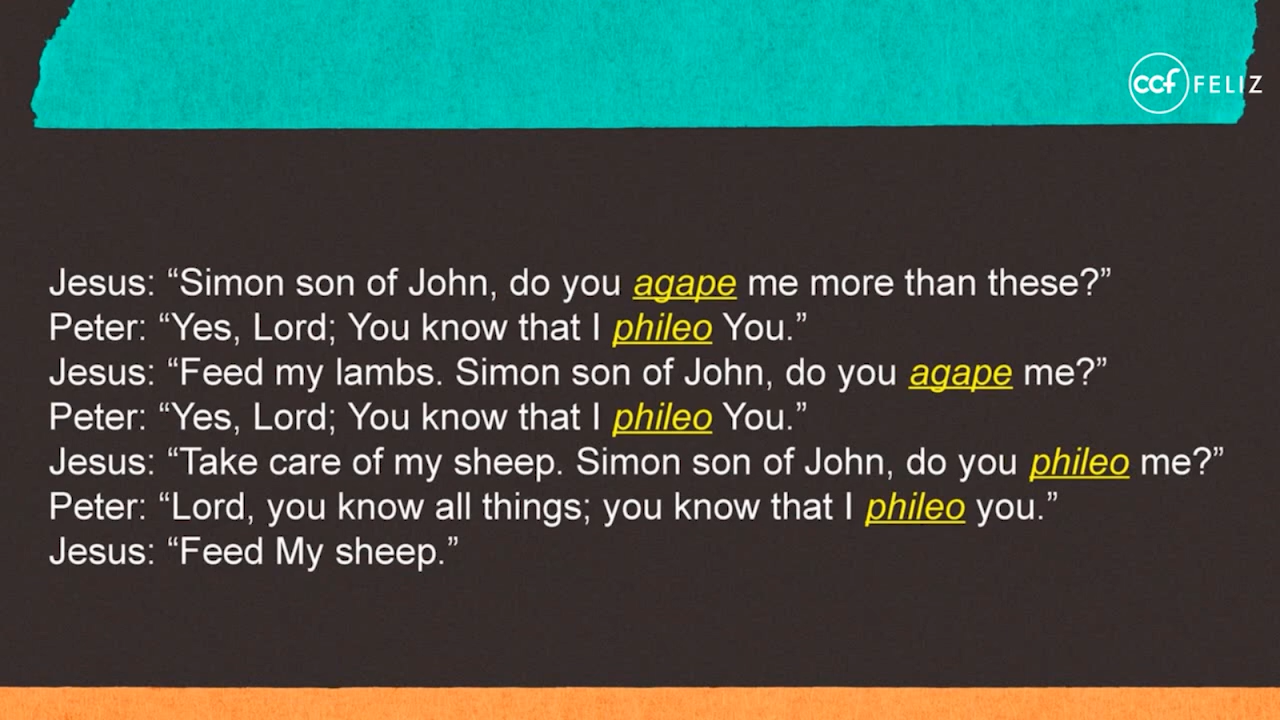 ccf FELIZ
Jesus: “Simon son of John, do you agape me more than these?”
Peter: “Yes, Lord; You know that I phileo You.”
Jesus: “Feed my lambs. Simon son of John, do you agape me?”
Peter: “Yes, Lord; You know that I phileo You.”
Jesus: “Take care of my sheep. Simon son of John, do you phileo me?”
Peter: “Lord, you know all things; you know that I phileo you.”
Jesus: “Feed My sheep.”